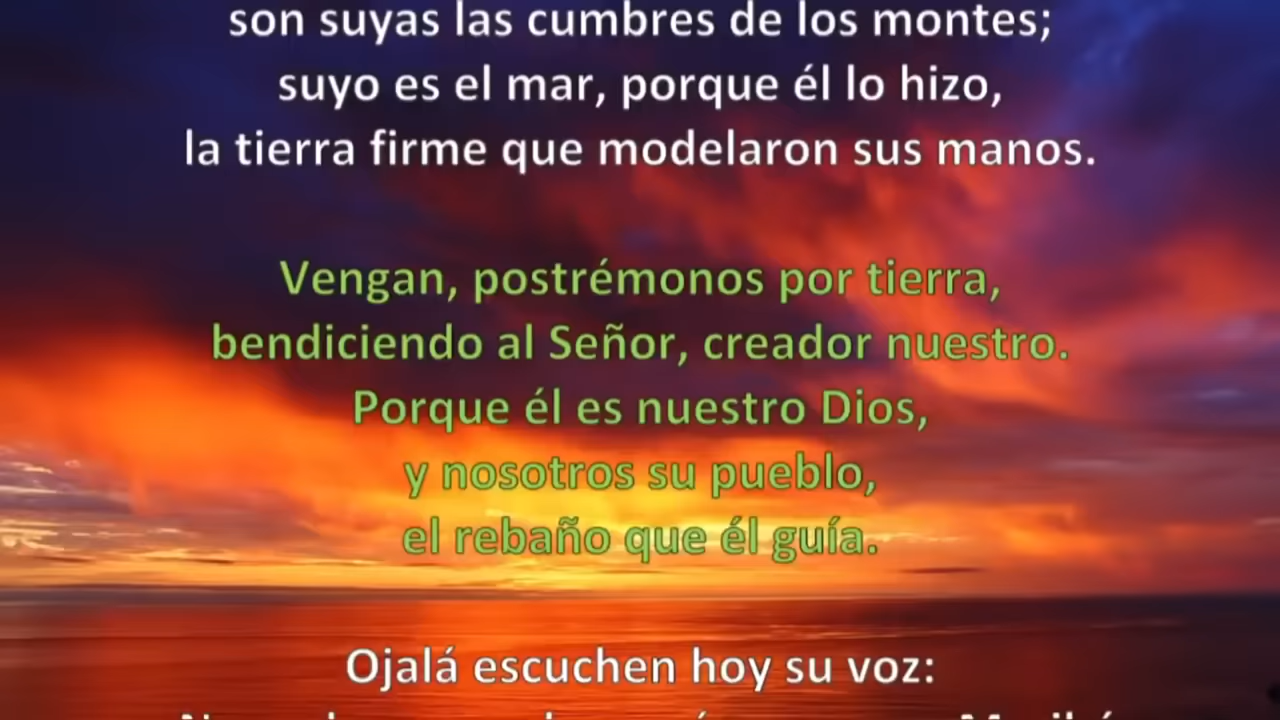 son suyas las cumbres de los montes;
suyo es el mar, porque él lo hizo,
la tierra firme que modelaron sus manos.
Vengan, postrémonos por tierra,
bendiciendo al Señor, creador nuestro.
Porque él es nuestro Dios,
y nosotros su pueblo,
el rebaño que él guía.
Ojalá escuchen hoy su voz: